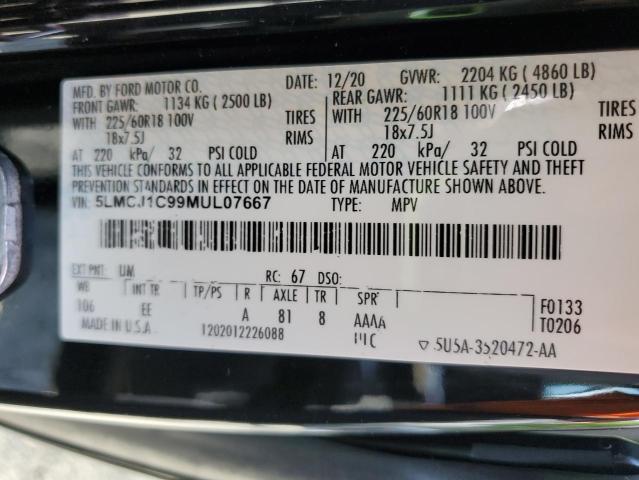 MFD. BY FORD MOTOR CO.
DATE: 12/20 GVWR: 2204 KG ( 4860 LB)
FRONT GAWR: 1134 KG ( 2500 LB)
REAR GAWR: 1111 KG ( 2450 LB)
WITH 225/60R18 100V TIRES
WITH 225/60R18 100V TIRES
18x7.5J RIMS
18x7.5J RIMS
AT 220 kPa/ 32 PSI COLD
AT 220 kPa/ 32 PSI COLD
THIS VEHICLE CONFORMS TO ALL APPLICABLE FEDERAL MOTOR VEHICLE SAFETY AND THEFT
PREVENTION STANDARDS IN EFFECT ON THE DATE OF MANUFACTURE SHOWN ABOVE.
VIN: 5LMCJ1C99MUL07667 TYPE: MPV
EXT PNT: UM RC: 67 DSO:
WB INT TR TP/PS R AXLE TR SPR
106 EE A 81 8 AAAA
F0133
T0206
MADE IN U.S.A. 1202012226088
5U5A-3520472-AA